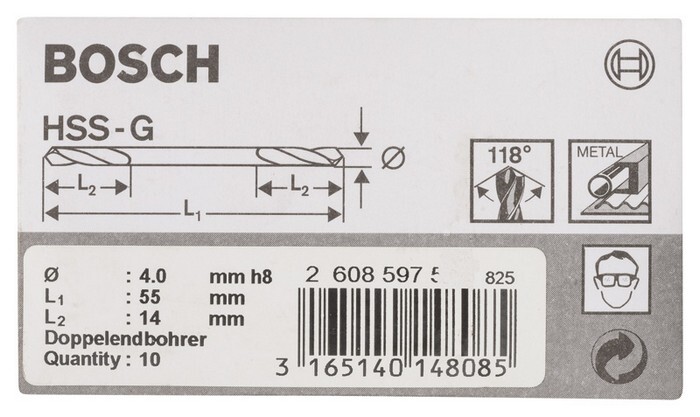 BOSCH
HSS-G
118°
METAL
Ø
L₂
L₂
L₁
Ø : 4.0 mm h8
L₁ : 55 mm
L₂ : 14 mm
Doppelendbohrer
Quantity : 10
2 608 597
825
3 165140 148085